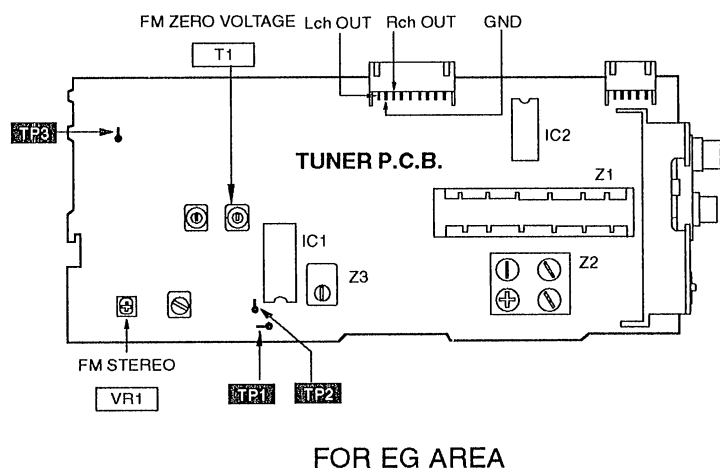 FM ZERO VOLTAGE Lch OUT Rch OUT GND
T1
TP3
IC2
TUNER P.C.B.
Z1
IC1
Z3
Z2
FM STEREO
VR1
TP1
TP2
FOR EG AREA